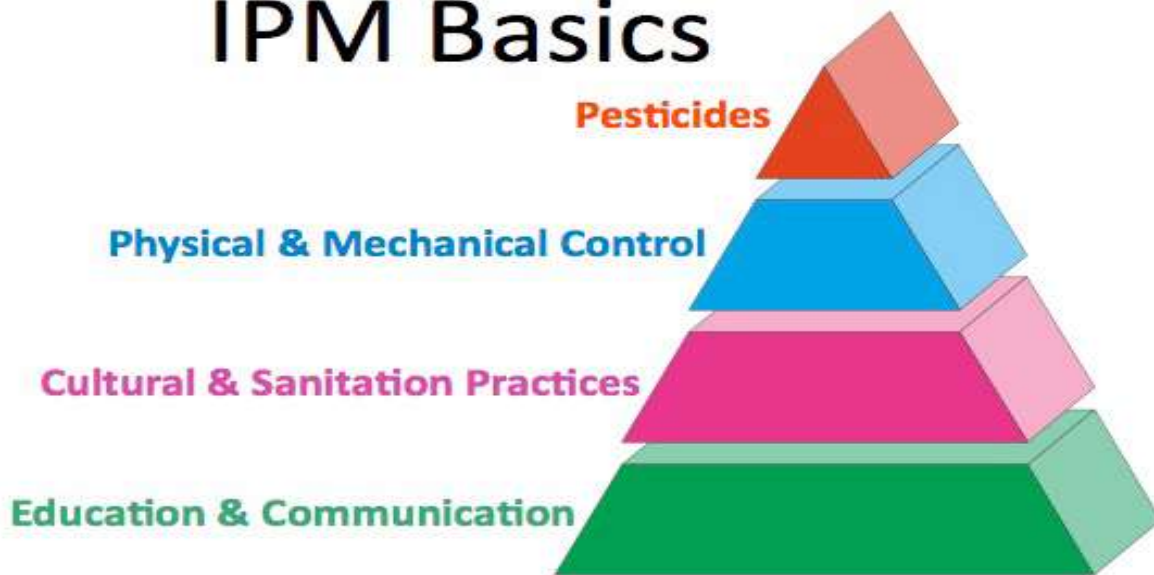 IPM Basics
Pesticides
Physical & Mechanical Control
Cultural & Sanitation Practices
Education & Communication